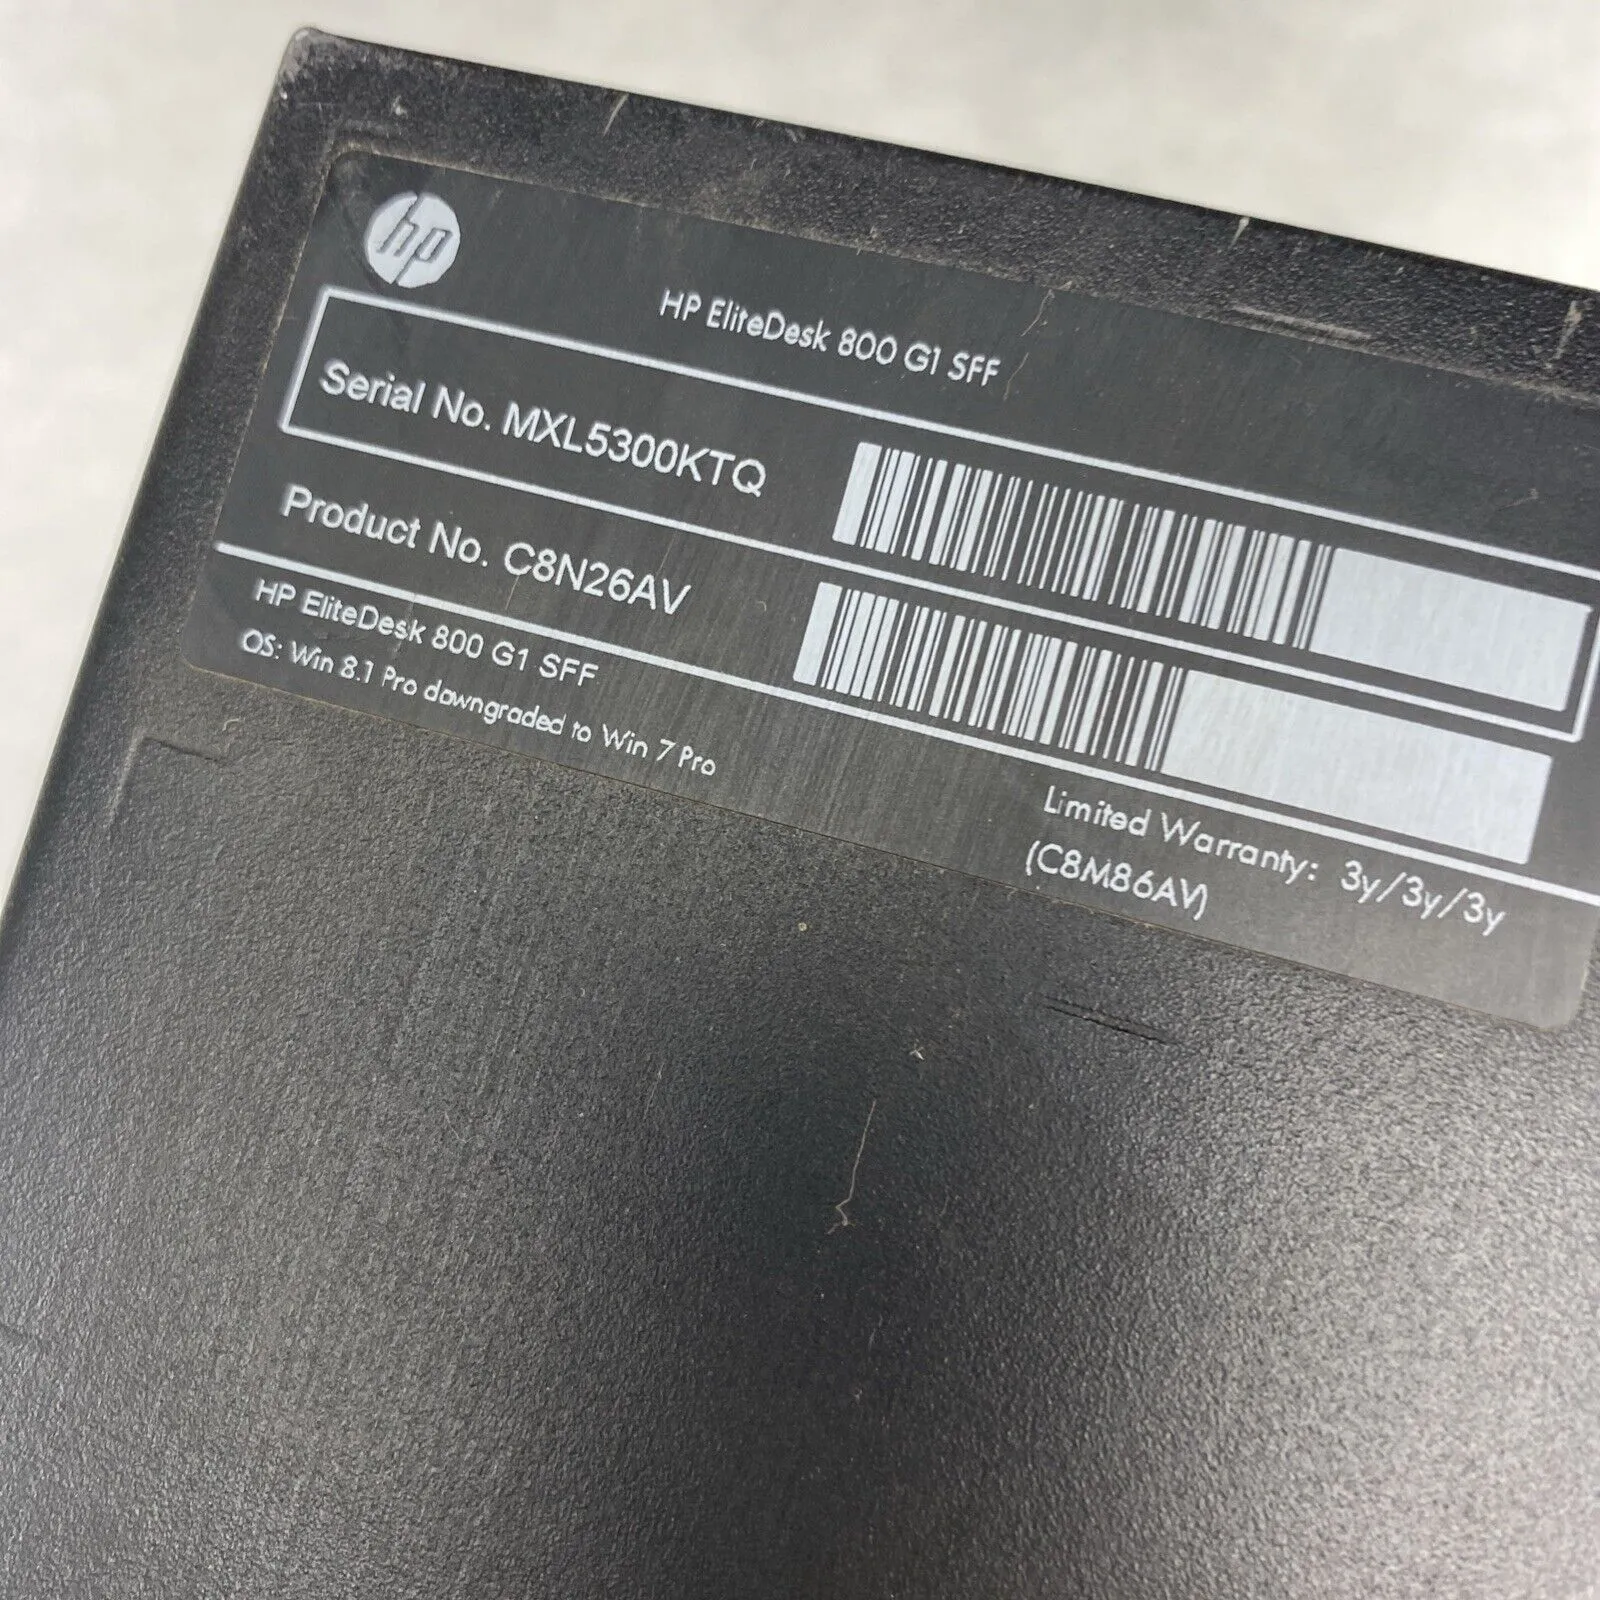 hp
HP EliteDesk 800 G1 SFF
Serial No. MXL5300KTQ
Product No. C8N26AV
HP EliteDesk 800 G1 SFF
OS: Win 8.1 Pro downgraded to Win 7 Pro
Limited Warranty: 3y/3y/3y
(C8M86AV)